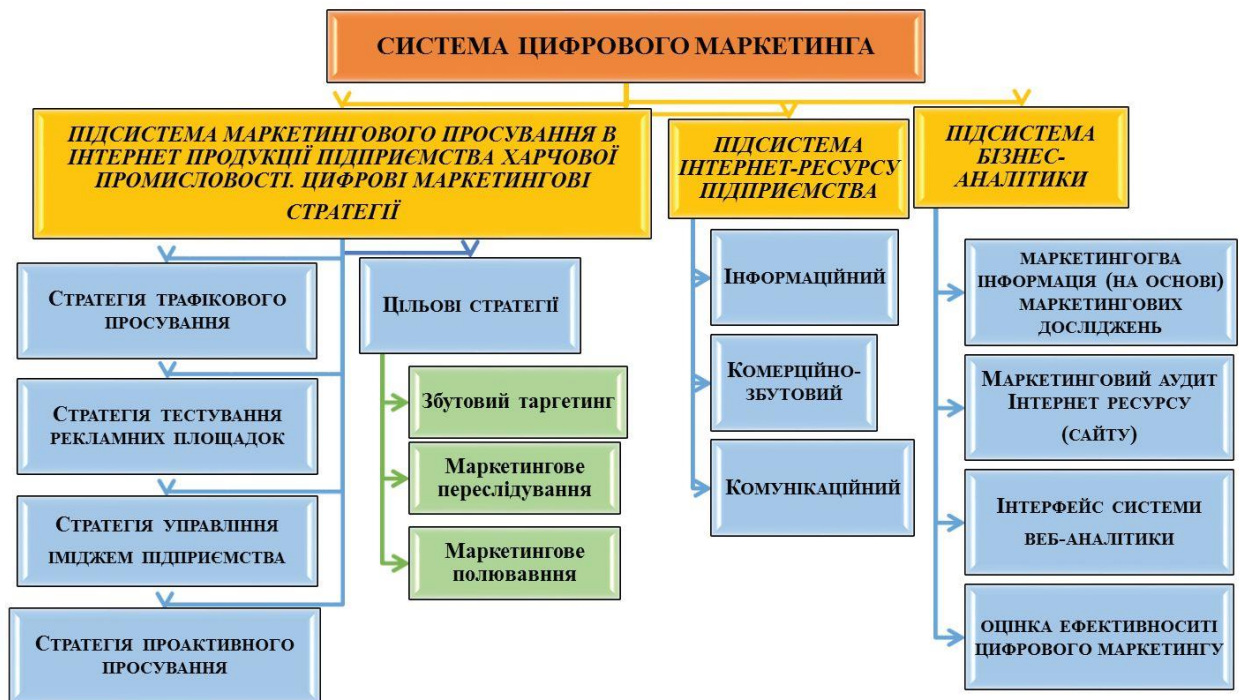 СИСТЕМА ЦИФРОВОГО МАРКЕТИНГА
ПІДСИСТЕМА МАРКЕТИНГОВОГО ПРОСУВАННЯ В
ІНТЕРНЕТ ПРОДУКЦІЇ ПІДПРИЄМСТВА ХАРЧОВОЇ
ПРОМИСЛОВОСТІ. ЦИФРОВІ МАРКЕТИНГОВІ
СТРАТЕГІЇ
СТРАТЕГІЯ ТРАФІКОВОГО
ПРОСУВАННЯ
СТРАТЕГІЯ ТЕСТУВАННЯ
РЕКЛАМНИХ ПЛОЩАДОК
СТРАТЕГІЯ УПРАВЛІННЯ
ІМІДЖЕМ ПІДПРИЄМСТВА
СТРАТЕГІЯ ПРОАКТИВНОГО
ПРОСУВАННЯ
ЦІЛЬОВІ СТРАТЕГІЇ
Збутовий таргетинг
Маркетингове
переслідування
Маркетингове
полювавння
ПІДСИСТЕМА
ІНТЕРНЕТ-РЕСУРСУ
ПІДПРИЄМСТВА
ІНФОРМАЦІЙНИЙ
КОМЕРЦІЙНО-
ЗБУТОВИЙ
КОМУНІКАЦІЙНИЙ
ПІДСИСТЕМА
БІЗНЕС-
АНАЛІТИКИ
МАРКЕТИНГОГВА
ІНФОРМАЦІЯ (НА ОСНОВІ)
МАРКЕТИНГОВИХ
ДОСЛІДЖЕНЬ
МАРКЕТИНГОВИЙ АУДИТ
ІНТЕРНЕТ РЕСУРСУ
(САЙТУ)
ІНТЕРФЕЙС СИСТЕМИ
ВЕБ-АНАЛІТИКИ
ОЦІНКА ЕФЕКТИВНОСИТІ
ЦИФРОВОГО МАРКЕТИНГУ